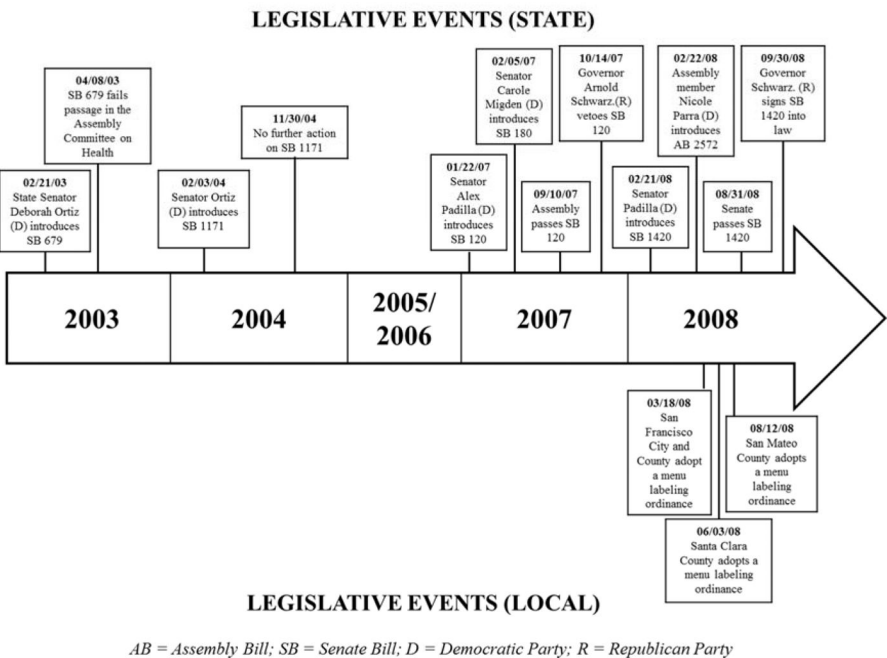 LEGISLATIVE EVENTS (STATE)
04/08/03
SB 679 fails
passage in the
Assembly
Committee on
Health
11/30/04
No further action
on SB 1171
02/05/07
Senator
Carole
Migden (D)
introduces
SB 180
10/14/07
Governor
Arnold
Schwarz.(R)
vetoes SB
120
02/22/08
Assembly
member
Nicole
Parra (D)
introduces
AB 2572
09/30/08
Governor
Schwarz. (R)
signs SB
1420 into
law
02/21/03
State Senator
Deborah Ortiz
(D) introduces
SB 679
02/03/04
Senator Ortiz
(D) introduces
SB 1171
01/22/07
Senator
Alex
Padilla (D)
introduces
SB 120
09/10/07
Assembly
passes SB
120
02/21/08
Senator
Padilla (D)
introduces
SB 1420
08/31/08
Senate
passes SB
1420
2003
2004
2005/
2006
2007
2008
03/18/08
San
Francisco
City and
County adopt
a menu
labeling
ordinance
08/12/08
San Mateo
County adopts
a menu labeling
ordinance
06/03/08
Santa Clara
County adopts a
menu labeling
ordinance
LEGISLATIVE EVENTS (LOCAL)
AB = Assembly Bill; SB = Senate Bill; D = Democratic Party; R = Republican Party